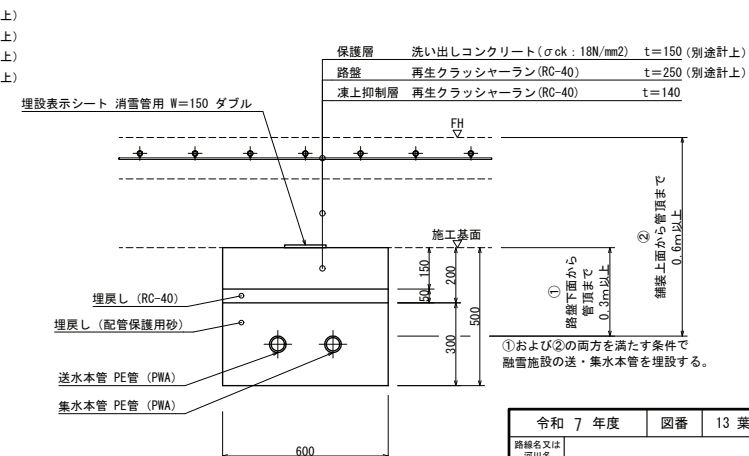 上）
上）
上）
上）
保護層 洗い出しコンクリート(σck：18N/mm2) t＝150 (別途計上)
路盤 再生クラッシャーラン(RC-40) t＝250 (別途計上)
凍上抑制層 再生クラッシャーラン(RC-40) t＝140
埋設表示シート 消雪管用 W＝150 ダブル
FH
施工基面
150
50
200
300
500
①
路盤下面から
管頂まで
0.3m以上
②
舗装上面から管頂まで
0.6m以上
埋戻し (RC-40)
埋戻し (配管保護用砂)
送水本管 PE管 (PWA)
集水本管 PE管 (PWA)
①および②の両方を満たす条件で
融雪施設の送・集水本管を埋設する。
600
令和 7 年度 図番 13 葉
路線名又は
河川名